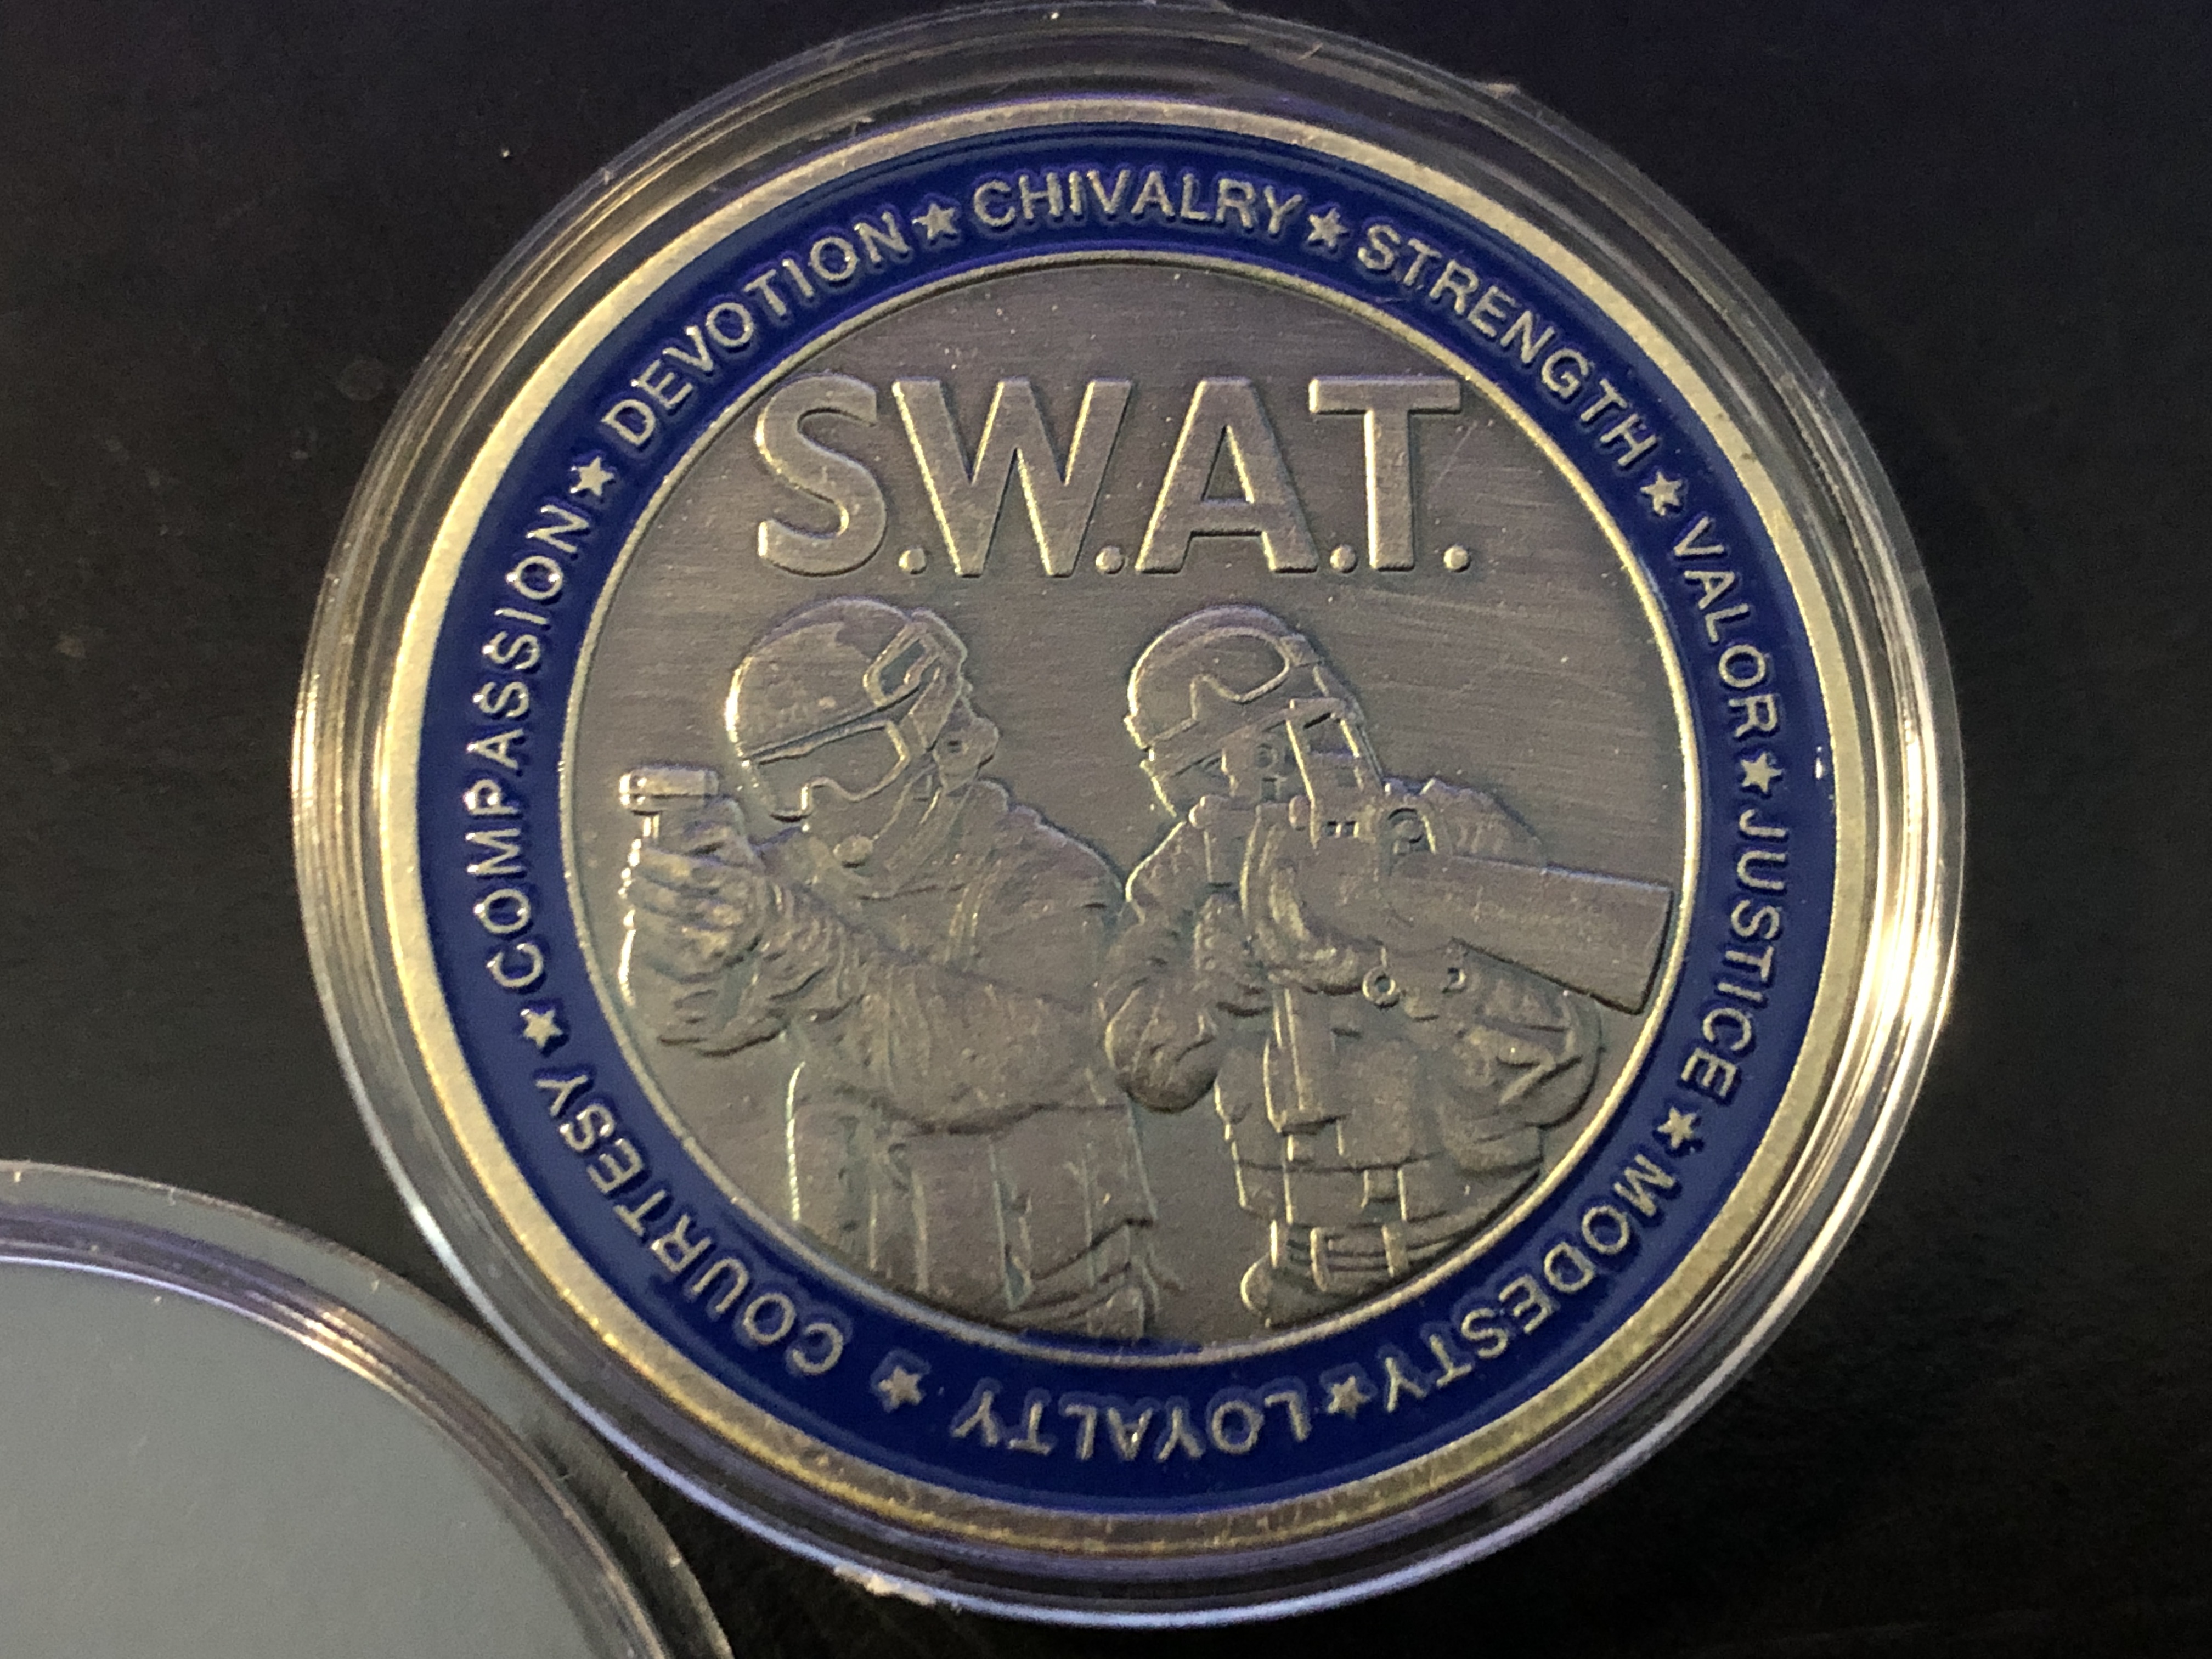 S.W.A.T.
DEVOTION ★ CHIVALRY ★ STRENGTH ★ VALOR ★ JUSTICE ★ MODESTY ★ LOYALTY ★ COURTESY ★ COMPASSION ★